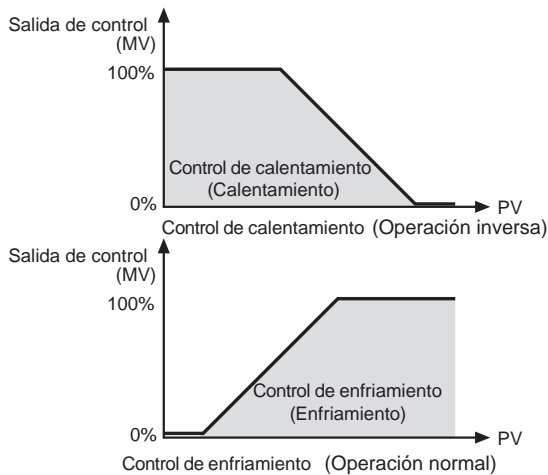 Salida de control
(MV)
100%
Control de calentamiento
(Calentamiento)
0%
PV
Control de calentamiento (Operación inversa)
Salida de control
(MV)
100%
Control de enfriamiento
(Enfriamiento)
0%
PV
Control de enfriamiento (Operación normal)